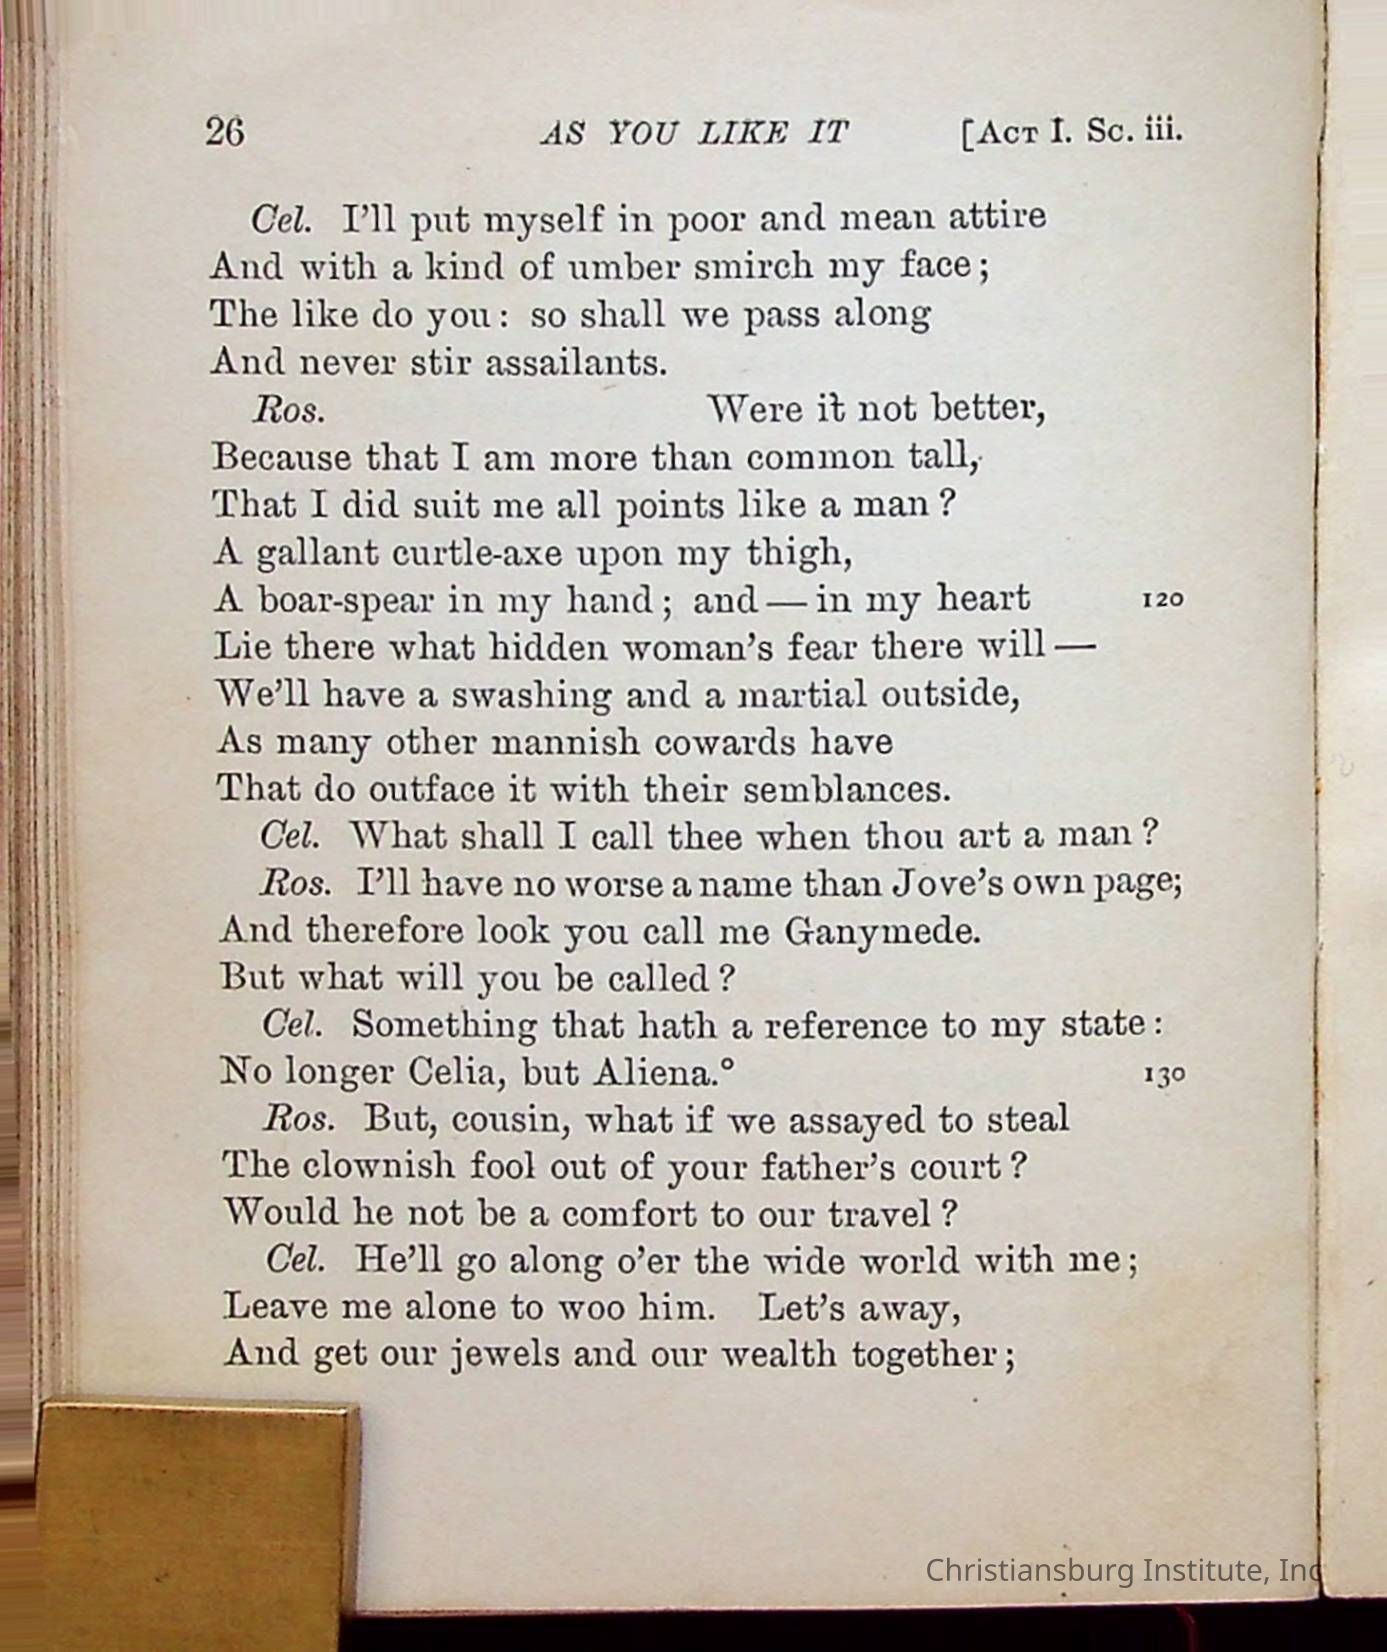 26 AS YOU LIKE IT [ACT I. Sc. iii.
Cel. I’ll put myself in poor and mean attire
And with a kind of umber smirch my face;
The like do you: so shall we pass along
And never stir assailants.
Ros. Were it not better,
Because that I am more than common tall,
That I did suit me all points like a man?
A gallant curtle-axe upon my thigh,
A boar-spear in my hand; and — in my heart 120
Lie there what hidden woman’s fear there will —
We’ll have a swashing and a martial outside,
As many other mannish cowards have
That do outface it with their semblances.
Cel. What shall I call thee when thou art a man?
Ros. I’ll have no worse a name than Jove’s own page;
And therefore look you call me Ganymede.
But what will you be called?
Cel. Something that hath a reference to my state:
No longer Celia, but Aliena.° 130
Ros. But, cousin, what if we assayed to steal
The clownish fool out of your father’s court?
Would he not be a comfort to our travel?
Cel. He’ll go along o’er the wide world with me;
Leave me alone to woo him. Let’s away,
And get our jewels and our wealth together;
Christiansburg Institute, Inc